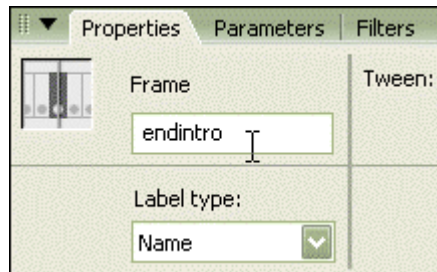 Properties Parameters Filters
Frame Tween:
endintro
Label type:
Name